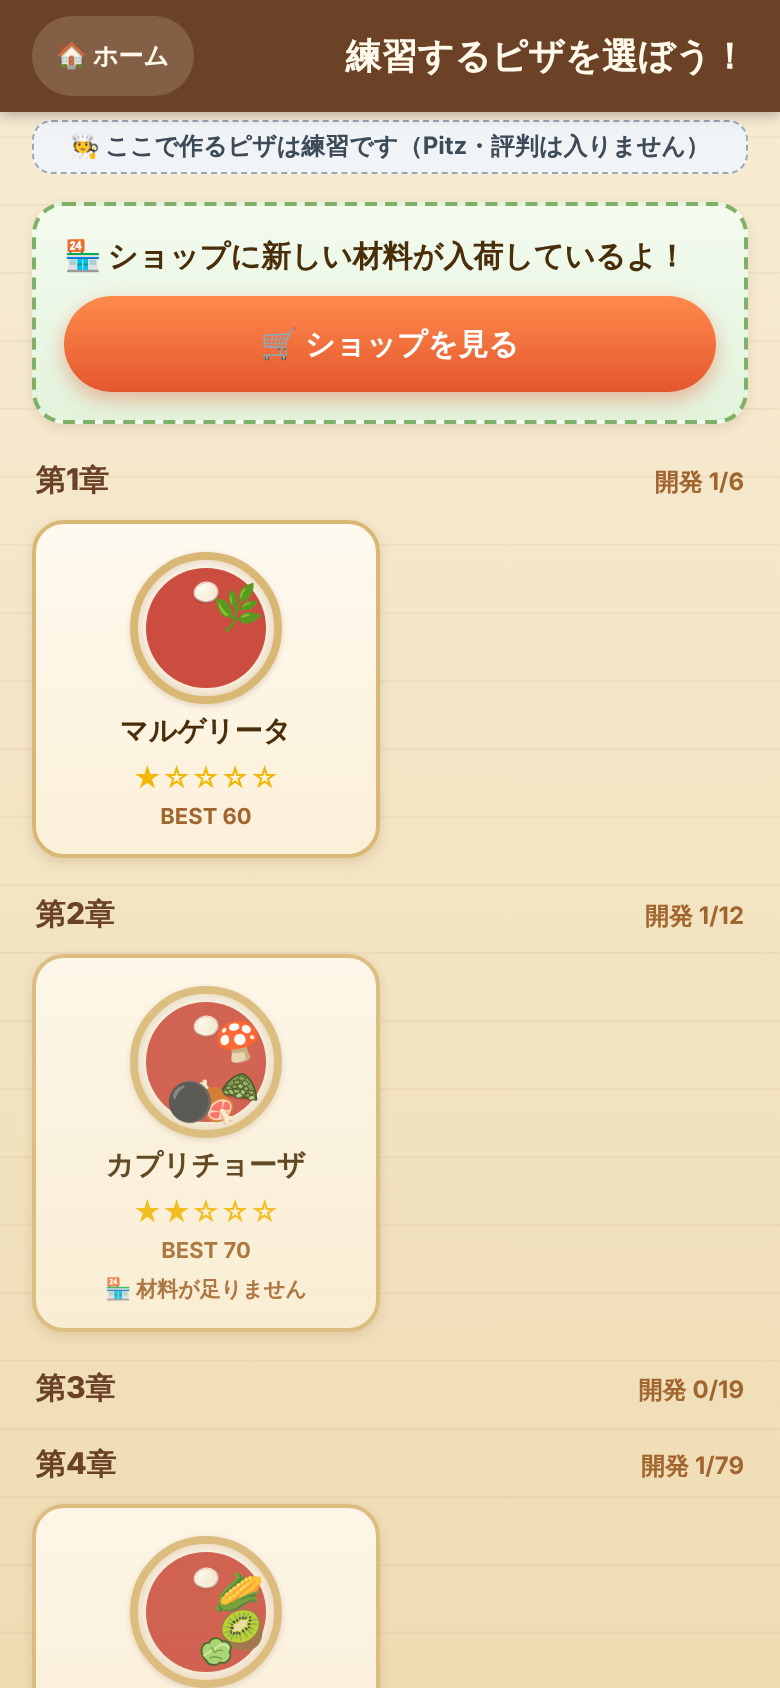 ホーム
練習するピザを選ぼう！
ここで作るピザは練習です（Pitz・評判は入りません）
ショップに新しい材料が入荷しているよ！
ショップを見る
第1章
開発 1/6
マルゲリータ
★☆☆☆☆
BEST 60
第2章
開発 1/12
カプリチョーザ
★★☆☆☆
BEST 70
材料が足りません
第3章
開発 0/19
第4章
開発 1/79